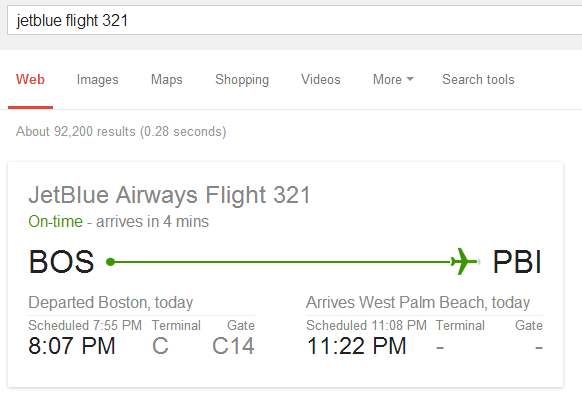 jetblue flight 321
Web Images Maps Shopping Videos More Search tools
About 92,200 results (0.28 seconds)
JetBlue Airways Flight 321
On-time - arrives in 4 mins
BOS PBI
Departed Boston, today
Scheduled 7:55 PM Terminal Gate
8:07 PM C C14
Arrives West Palm Beach, today
Scheduled 11:08 PM Terminal Gate
11:22 PM - -